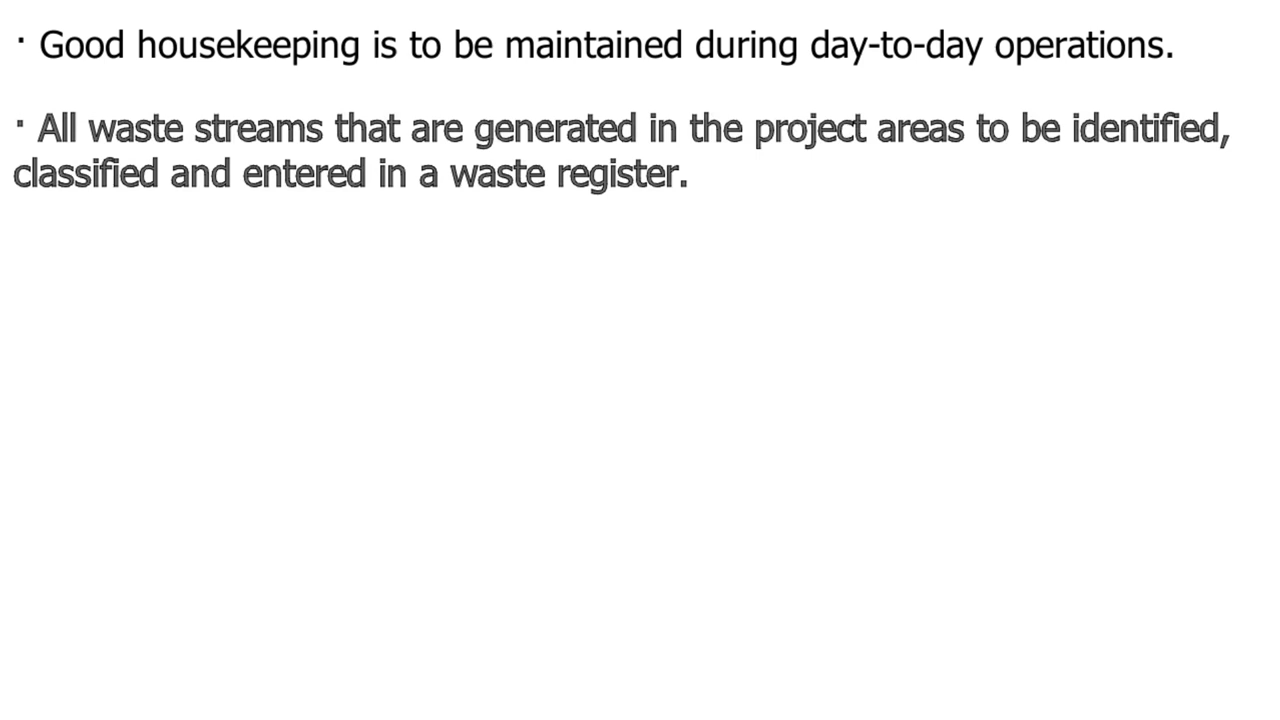 · Good housekeeping is to be maintained during day-to-day operations.
· All waste streams that are generated in the project areas to be identified,
classified and entered in a waste register.